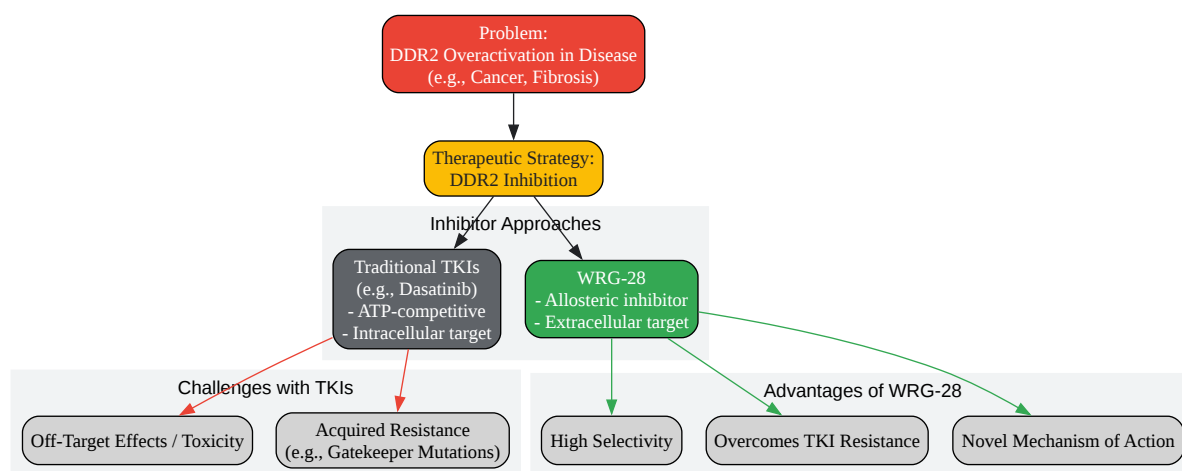 Problem:
DDR2 Overactivation in Disease
(e.g., Cancer, Fibrosis)
Therapeutic Strategy:
DDR2 Inhibition
Inhibitor Approaches
Traditional TKIs
(e.g., Dasatinib)
- ATP-competitive
- Intracellular target
WRG-28
- Allosteric inhibitor
- Extracellular target
Challenges with TKIs
Off-Target Effects / Toxicity
Acquired Resistance
(e.g., Gatekeeper Mutations)
Advantages of WRG-28
High Selectivity
Overcomes TKI Resistance
Novel Mechanism of Action